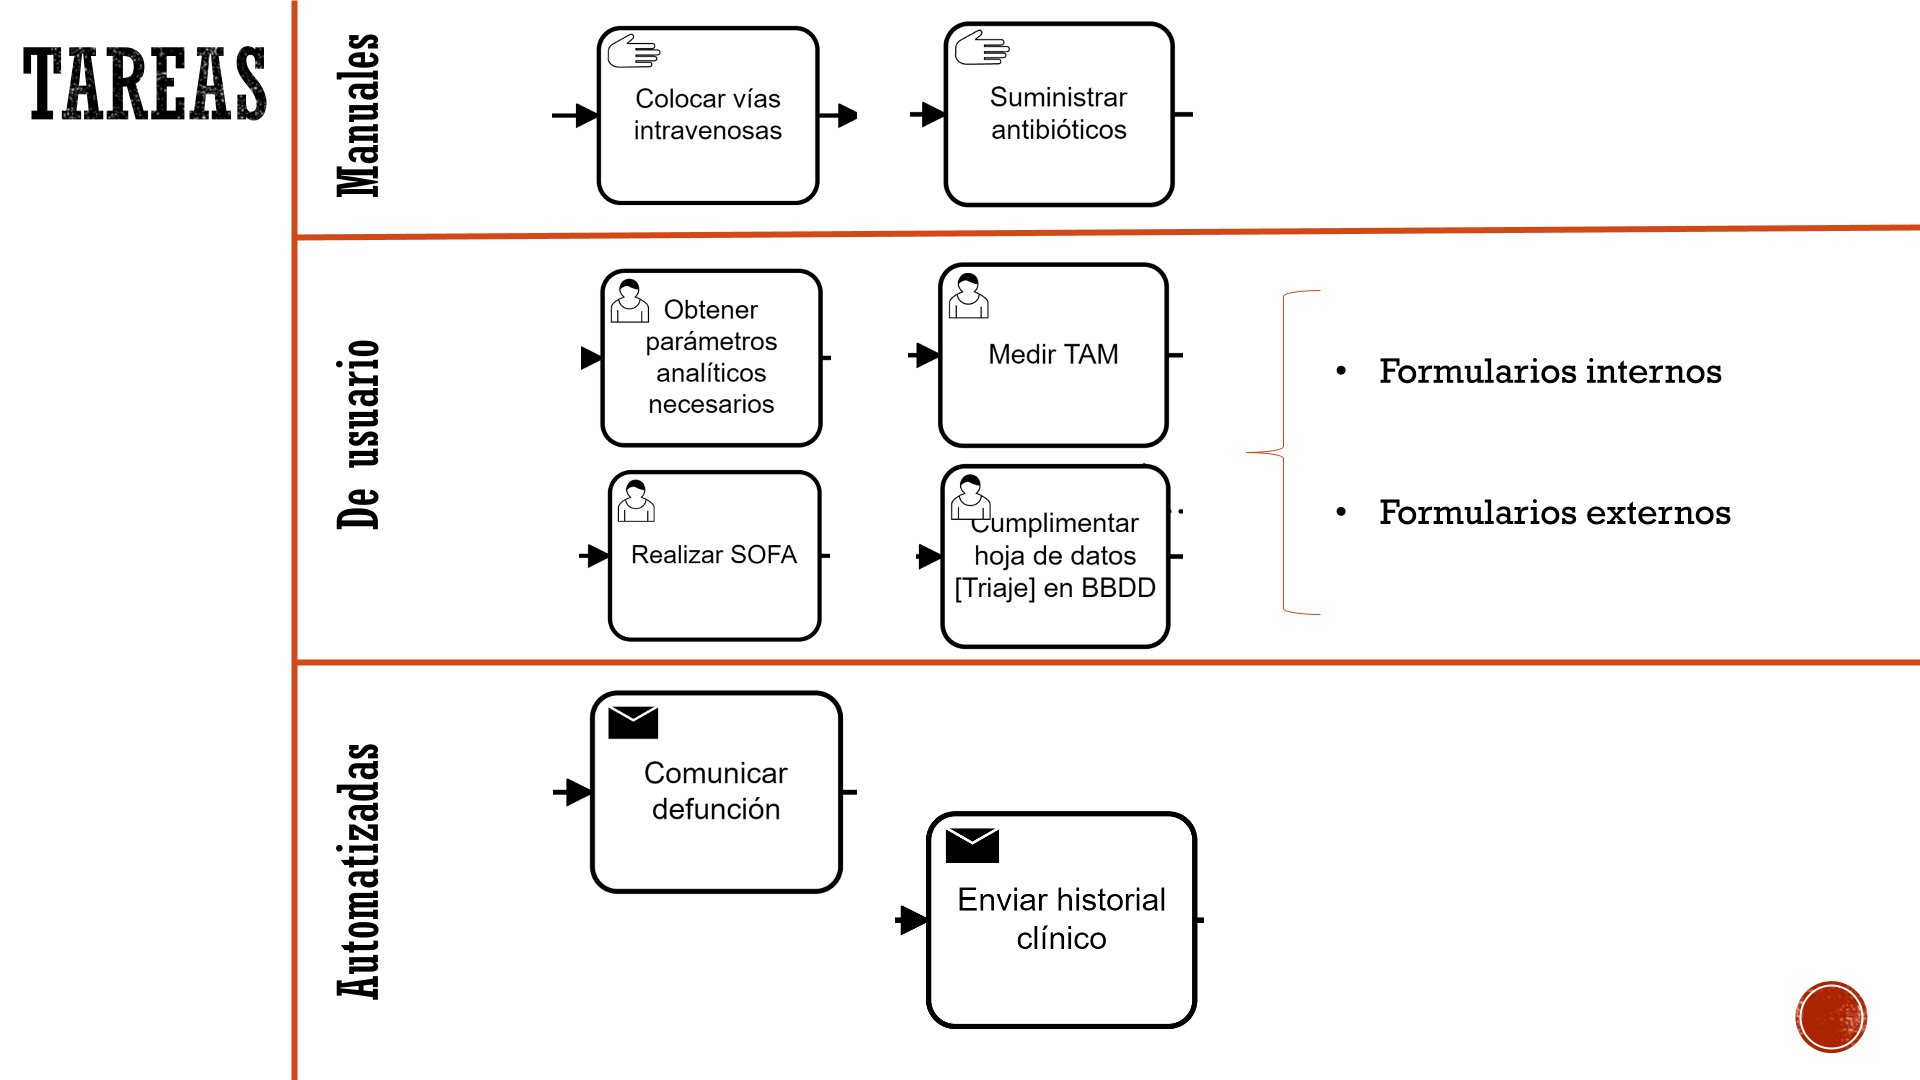 TAREAS
Manuales
Colocar vías
intravenosas
Suministrar
antibióticos
De usuario
Obtener
parámetros
analíticos
necesarios
Medir TAM
Realizar SOFA
Cumplimentar
hoja de datos
[Triaje] en BBDD
• Formularios internos
• Formularios externos
Automatizadas
Comunicar
defunción
Enviar historial
clínico